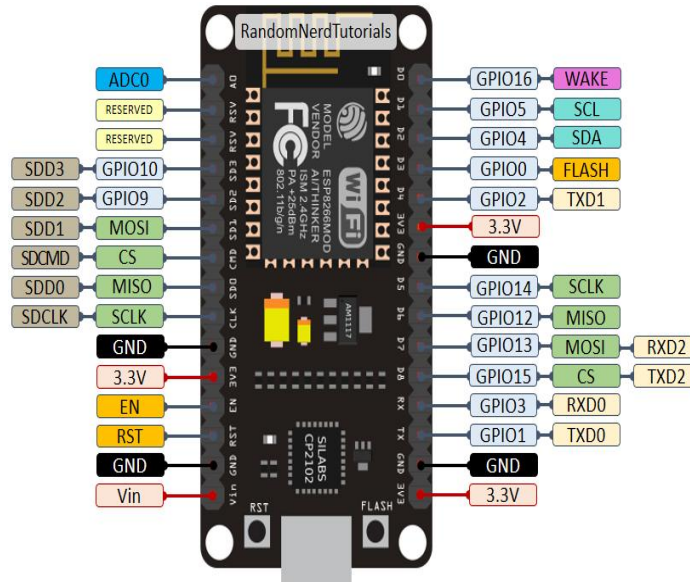 RandomNerdTutorials
ADC0
RESERVED
RESERVED
SDD3 GPIO10
SDD2 GPIO9
SDD1 MOSI
SDCMD CS
SDD0 MISO
SDCLK SCLK
GND
3.3V
EN
RST
GND
Vin
A0
RSV
RSV
SD3
SD2
SD1
CMD
SD0
CLK
GND
3V3
EN
RST
GND
Vin
MODEL
VENDOR
ESP8266MOD
AI/THINKER
ISM 2.4GHz
PA +25dBm
802.11b/g/n
FC
Wi Fi
AM1117
SILABS
CP2102
RST
FLASH
D0
D1
D2
D3
D4
3V3
GND
D5
D6
D7
D8
RX
TX
GND
3V3
GPIO16 WAKE
GPIO5 SCL
GPIO4 SDA
GPIO0 FLASH
GPIO2 TXD1
3.3V
GND
GPIO14 SCLK
GPIO12 MISO
GPIO13 MOSI RXD2
GPIO15 CS TXD2
GPIO3 RXD0
GPIO1 TXD0
GND
3.3V